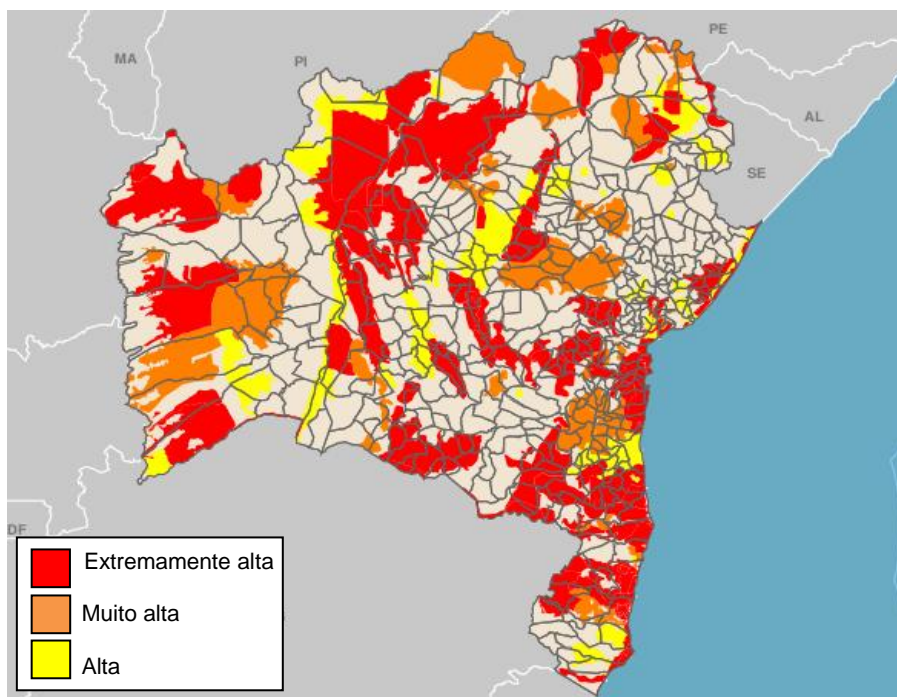 MA
PI
PE
AL
SE
DF
Extremamente alta
Muito alta
Alta